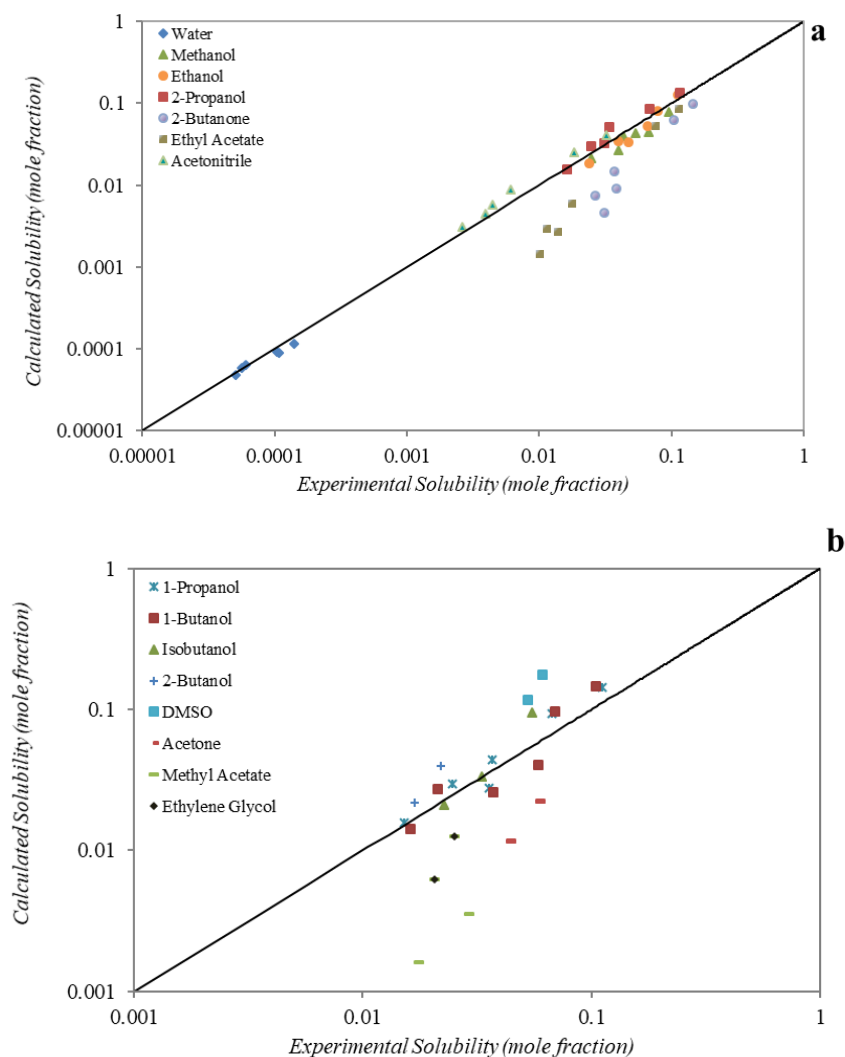 a
1
Water
Methanol
Ethanol
2-Propanol
2-Butanone
Ethyl Acetate
Acetonitrile
0.1
0.01
0.001
0.0001
0.00001
Calculated Solubility (mole fraction)
0.00001 0.0001 0.001 0.01 0.1 1
Experimental Solubility (mole fraction)
b
1
1-Propanol
1-Butanol
Isobutanol
2-Butanol
DMSO
Acetone
Methyl Acetate
Ethylene Glycol
0.1
0.01
0.001
Calculated Solubility (mole fraction)
0.001 0.01 0.1 1
Experimental Solubility (mole fraction)